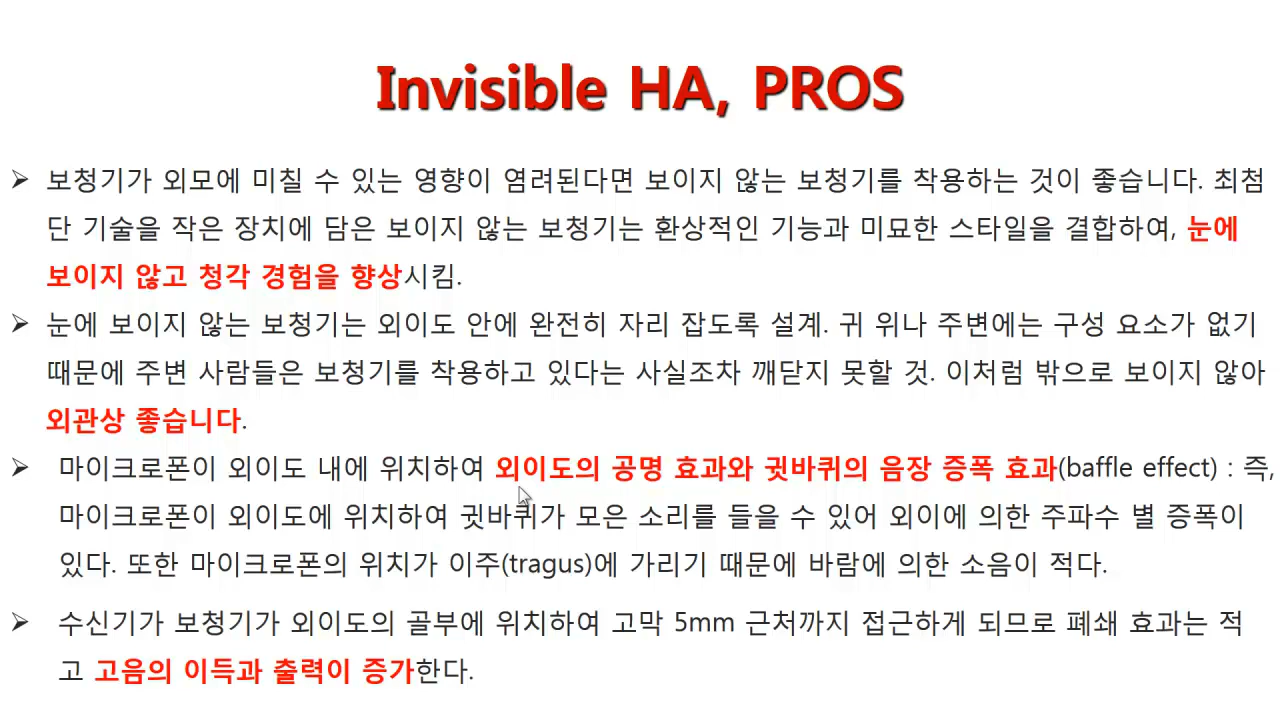 Invisible HA, PROS
➢ 보청기가 외모에 미칠 수 있는 영향이 염려된다면 보이지 않는 보청기를 착용하는 것이 좋습니다. 최첨
단 기술을 작은 장치에 담은 보이지 않는 보청기는 환상적인 기능과 미묘한 스타일을 결합하여, 눈에
보이지 않고 청각 경험을 향상시킴.
➢ 눈에 보이지 않는 보청기는 외이도 안에 완전히 자리 잡도록 설계. 귀 위나 주변에는 구성 요소가 없기
때문에 주변 사람들은 보청기를 착용하고 있다는 사실조차 깨닫지 못할 것. 이처럼 밖으로 보이지 않아
외관상 좋습니다.
➢ 마이크로폰이 외이도 내에 위치하여 외이도의 공명 효과와 귓바퀴의 음장 증폭 효과(baffle effect) : 즉,
마이크로폰이 외이도에 위치하여 귓바퀴가 모은 소리를 들을 수 있어 외이에 의한 주파수 별 증폭이
있다. 또한 마이크로폰의 위치가 이주(tragus)에 가리기 때문에 바람에 의한 소음이 적다.
➢ 수신기가 보청기가 외이도의 골부에 위치하여 고막 5mm 근처까지 접근하게 되므로 폐쇄 효과는 적
고 고음의 이득과 출력이 증가한다.